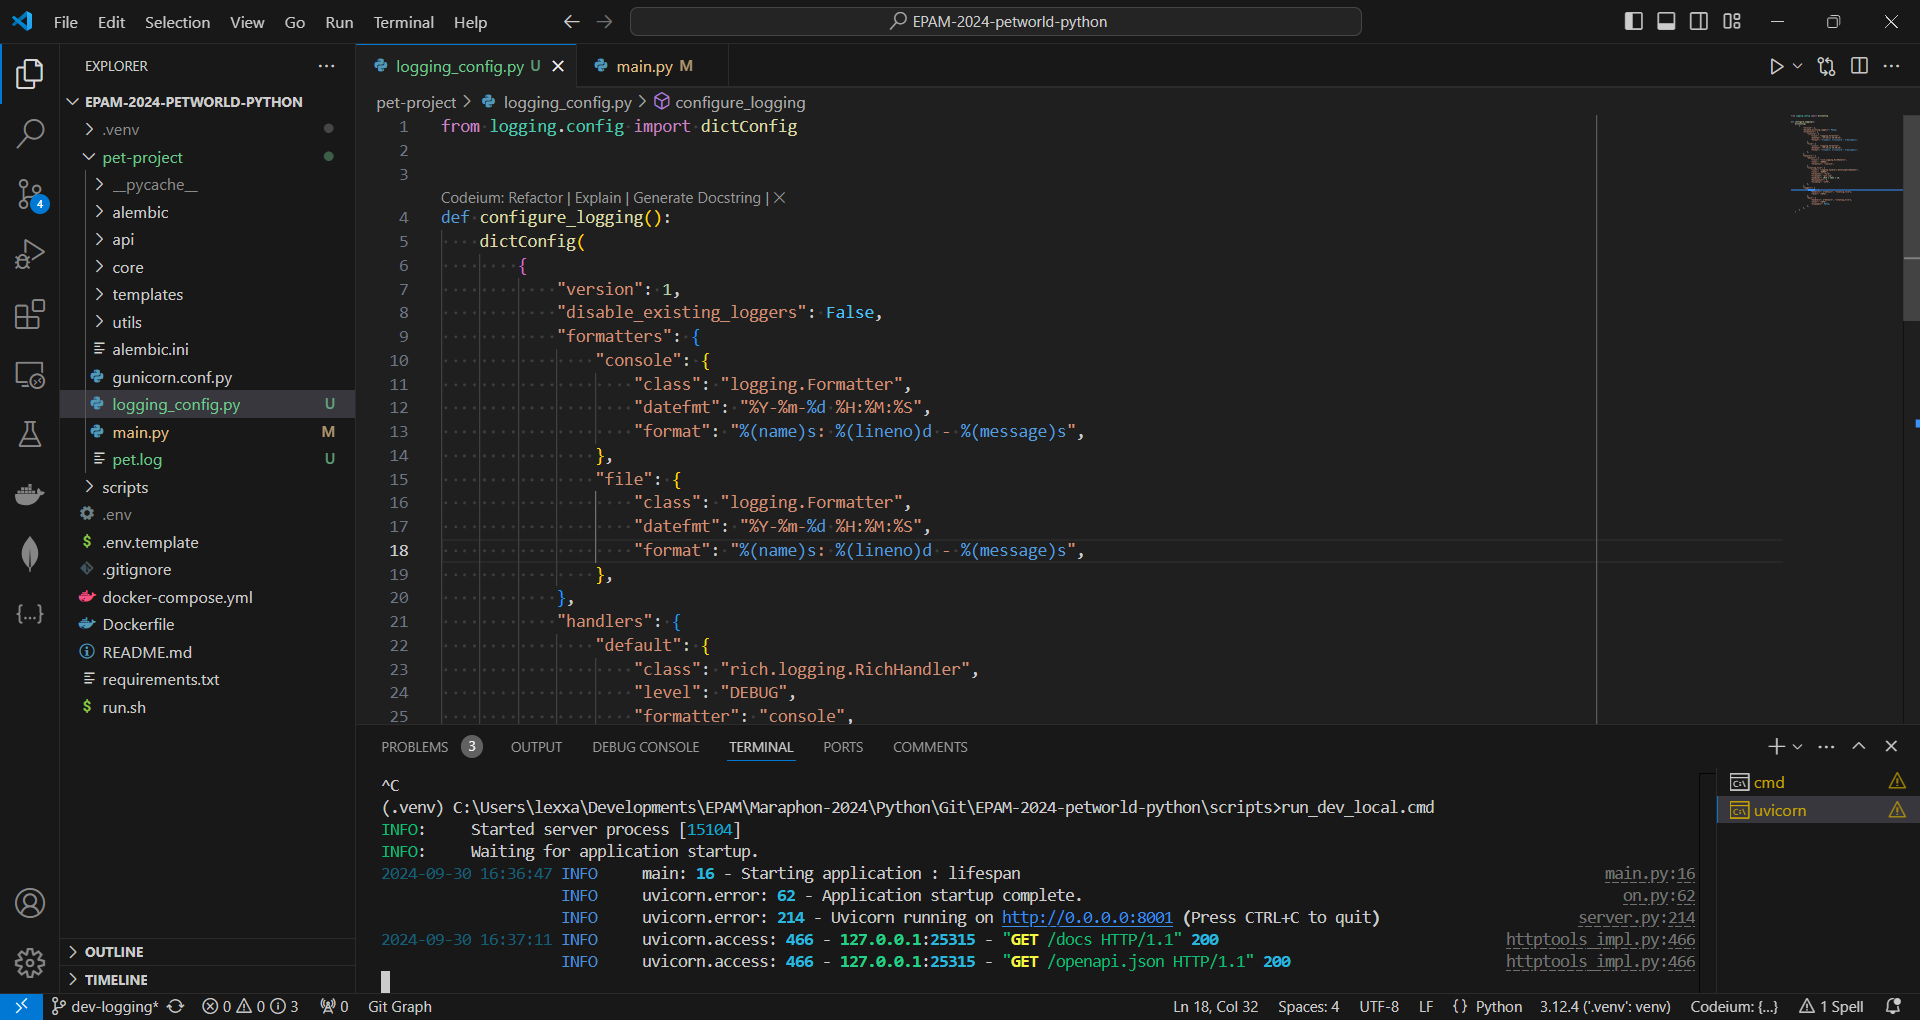 File Edit Selection View Go Run Terminal Help
EPAM-2024-petworld-python
EXPLORER
EPAM-2024-PETWORLD-PYTHON
.venv
pet-project
__pycache__
alembic
api
core
templates
utils
alembic.ini
gunicorn.conf.py
logging_config.py U
main.py M
pet.log U
scripts
.env
.env.template
.gitignore
docker-compose.yml
Dockerfile
README.md
requirements.txt
run.sh
OUTLINE
TIMELINE
4
logging_config.py U
main.py M
pet-project > logging_config.py > configure_logging
1 from logging.config import dictConfig
2
3
Codeium: Refactor | Explain | Generate Docstring |
4 def configure_logging():
5 dictConfig(
6 {
7 "version": 1,
8 "disable_existing_loggers": False,
9 "formatters": {
10 "console": {
11 "class": "logging.Formatter",
12 "datefmt": "%Y-%m-%d %H:%M:%S",
13 "format": "%(name)s: %(lineno)d - %(message)s",
14 },
15 "file": {
16 "class": "logging.Formatter",
17 "datefmt": "%Y-%m-%d %H:%M:%S",
18 "format": "%(name)s: %(lineno)d - %(message)s",
19 },
20 },
21 "handlers": {
22 "default": {
23 "class": "rich.logging.RichHandler",
24 "level": "DEBUG",
25 "formatter": "console",
PROBLEMS 3 OUTPUT DEBUG CONSOLE TERMINAL PORTS COMMENTS
^C
(.venv) C:\Users\lexxa\Developments\EPAM\Maraphon-2024\Python\Git\EPAM-2024-petworld-python\scripts>run_dev_local.cmd
INFO: Started server process [15104]
INFO: Waiting for application startup.
2024-09-30 16:36:47 INFO main: 16 - Starting application : lifespan main.py:16
INFO uvicorn.error: 62 - Application startup complete. on.py:62
INFO uvicorn.error: 214 - Uvicorn running on http://0.0.0.0:8001 (Press CTRL+C to quit) server.py:214
2024-09-30 16:37:11 INFO uvicorn.access: 466 - 127.0.0.1:25315 - "GET /docs HTTP/1.1" 200 httptools_impl.py:466
INFO uvicorn.access: 466 - 127.0.0.1:25315 - "GET /openapi.json HTTP/1.1" 200 httptools_impl.py:466
cmd
uvicorn
dev-logging* 0 0 3 0 Git Graph Ln 18, Col 32 Spaces: 4 UTF-8 LF {} Python 3.12.4 ('.venv': venv) Codeium: {...} 1 Spell